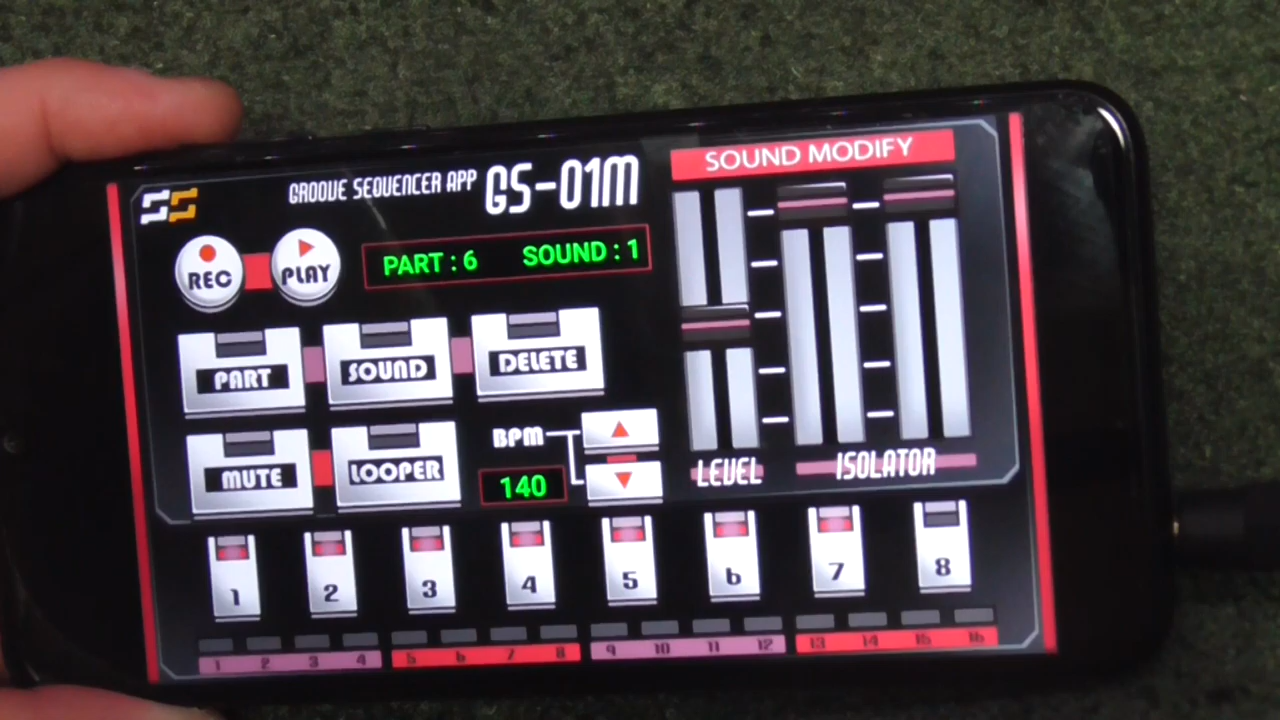 SOUND MODIFY
GROOVE SEQUENCER APP GS-01M
REC PLAY PART : 6 SOUND : 1
PART SOUND DELETE
BPM
MUTE LOOPER 140
LEVEL ISOLATOR
1 2 3 4 5 6 7 8
1 2 3 4 5 6 7 8 9 10 11 12 13 14 15 16